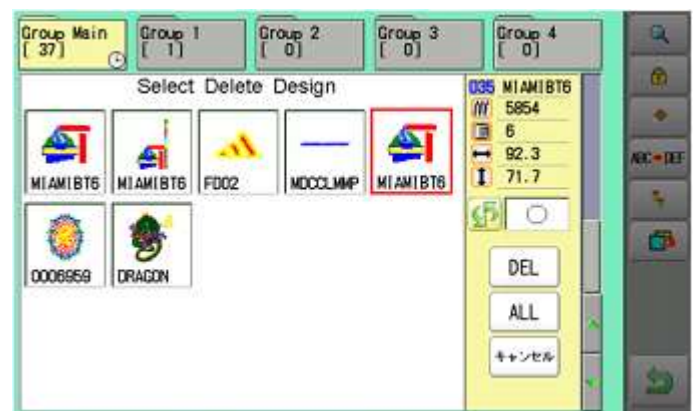 Group Main
[ 37]
Group 1
[ 1]
Group 2
[ 0]
Group 3
[ 0]
Group 4
[ 0]
Select Delete Design
035 MIAMIBT6
5854
6
92.3
71.7
MIAMIBT6
MIAMIBT6
FD02
MDCCLMMP
MIAMIBT6
0006959
DRAGON
DEL
ALL
キャンセル
ABC DEF